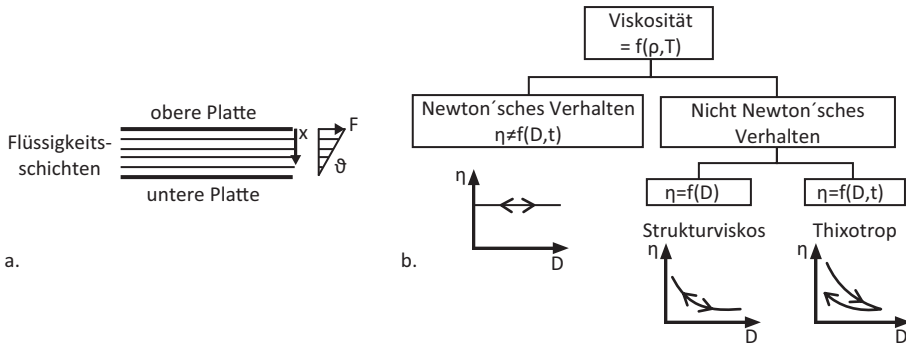 obere Platte
x
F
Flüssigkeits-
schichten
ϑ
untere Platte
a.
Viskosität
= f(ρ,T)
Newton´sches Verhalten
η≠f(D,t)
Nicht Newton´sches
Verhalten
η=f(D)
η=f(D,t)
η
D
b.
Strukturviskos
η
D
Thixotrop
η
D